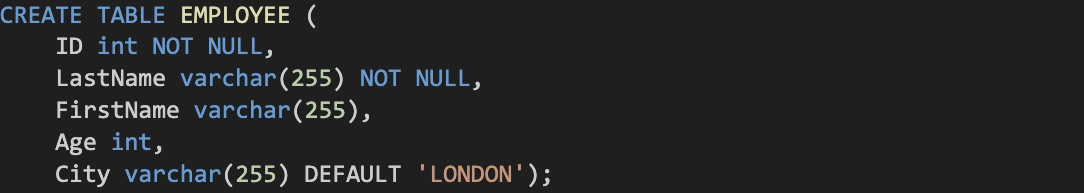 CREATE TABLE EMPLOYEE (
    ID int NOT NULL,
    LastName varchar(255) NOT NULL,
    FirstName varchar(255),
    Age int,
    City varchar(255) DEFAULT 'LONDON');